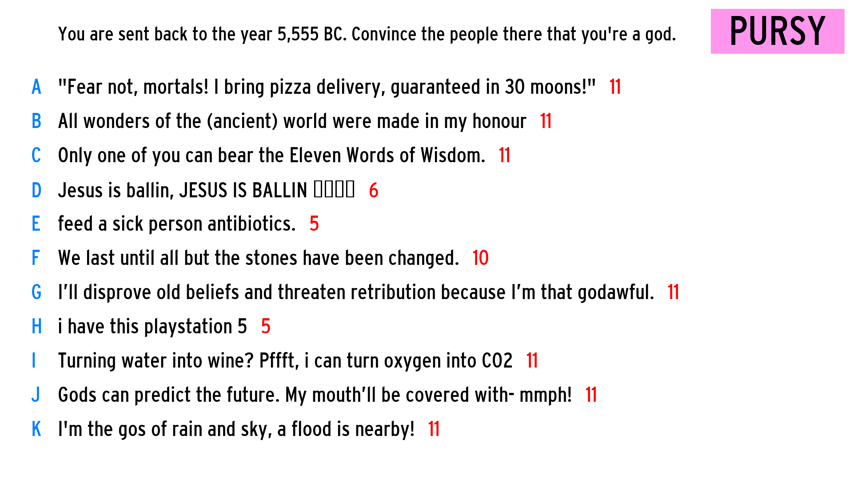 You are sent back to the year 5,555 BC. Convince the people there that you're a god.
PURSY
A "Fear not, mortals! I bring pizza delivery, guaranteed in 30 moons!" 11
B All wonders of the (ancient) world were made in my honour 11
C Only one of you can bear the Eleven Words of Wisdom. 11
D Jesus is ballin, JESUS IS BALLIN ▯▯▯▯ 6
E feed a sick person antibiotics. 5
F We last until all but the stones have been changed. 10
G I’ll disprove old beliefs and threaten retribution because I’m that godawful. 11
H i have this playstation 5 5
I Turning water into wine? Pffft, i can turn oxygen into CO2 11
J Gods can predict the future. My mouth’ll be covered with- mmph! 11
K I'm the gos of rain and sky, a flood is nearby! 11